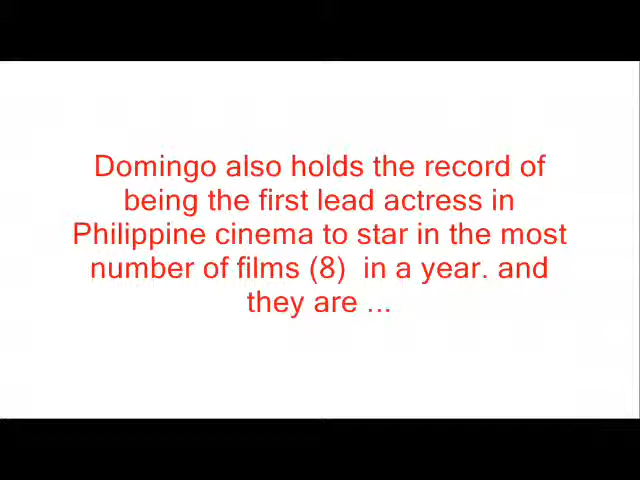 Domingo also holds the record of
being the first lead actress in
Philippine cinema to star in the most
number of films (8)  in a year. and
they are ...